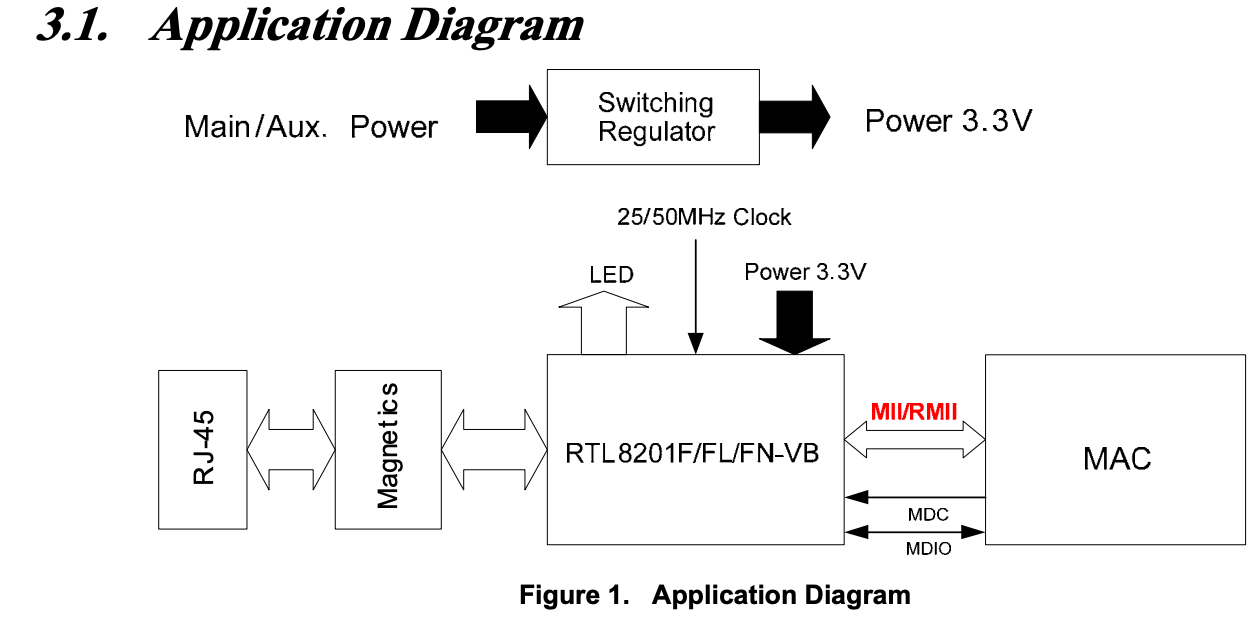 3.1. Application Diagram
Main/Aux. Power
Switching
Regulator
Power 3.3V
25/50MHz Clock
LED
Power 3.3V
RJ-45
Magnetics
RTL8201F/FL/FN-VB
MII/RMII
MAC
MDC
MDIO
Figure 1. Application Diagram